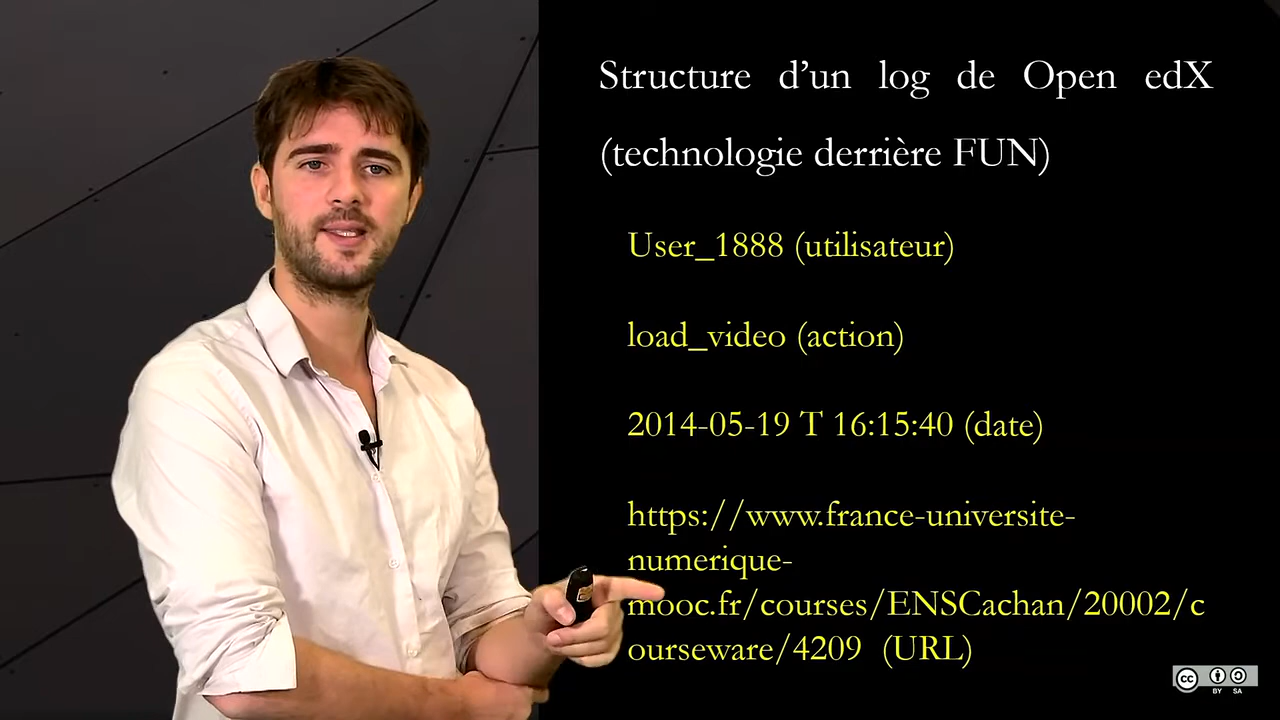 Structure d’un log de Open edX
(technologie derrière FUN)
User_1888 (utilisateur)
load_video (action)
2014-05-19 T 16:15:40 (date)
https://www.france-universite-
numerique-
mooc.fr/courses/ENSCachan/20002/c
ourseware/4209 (URL)
cc
BY SA